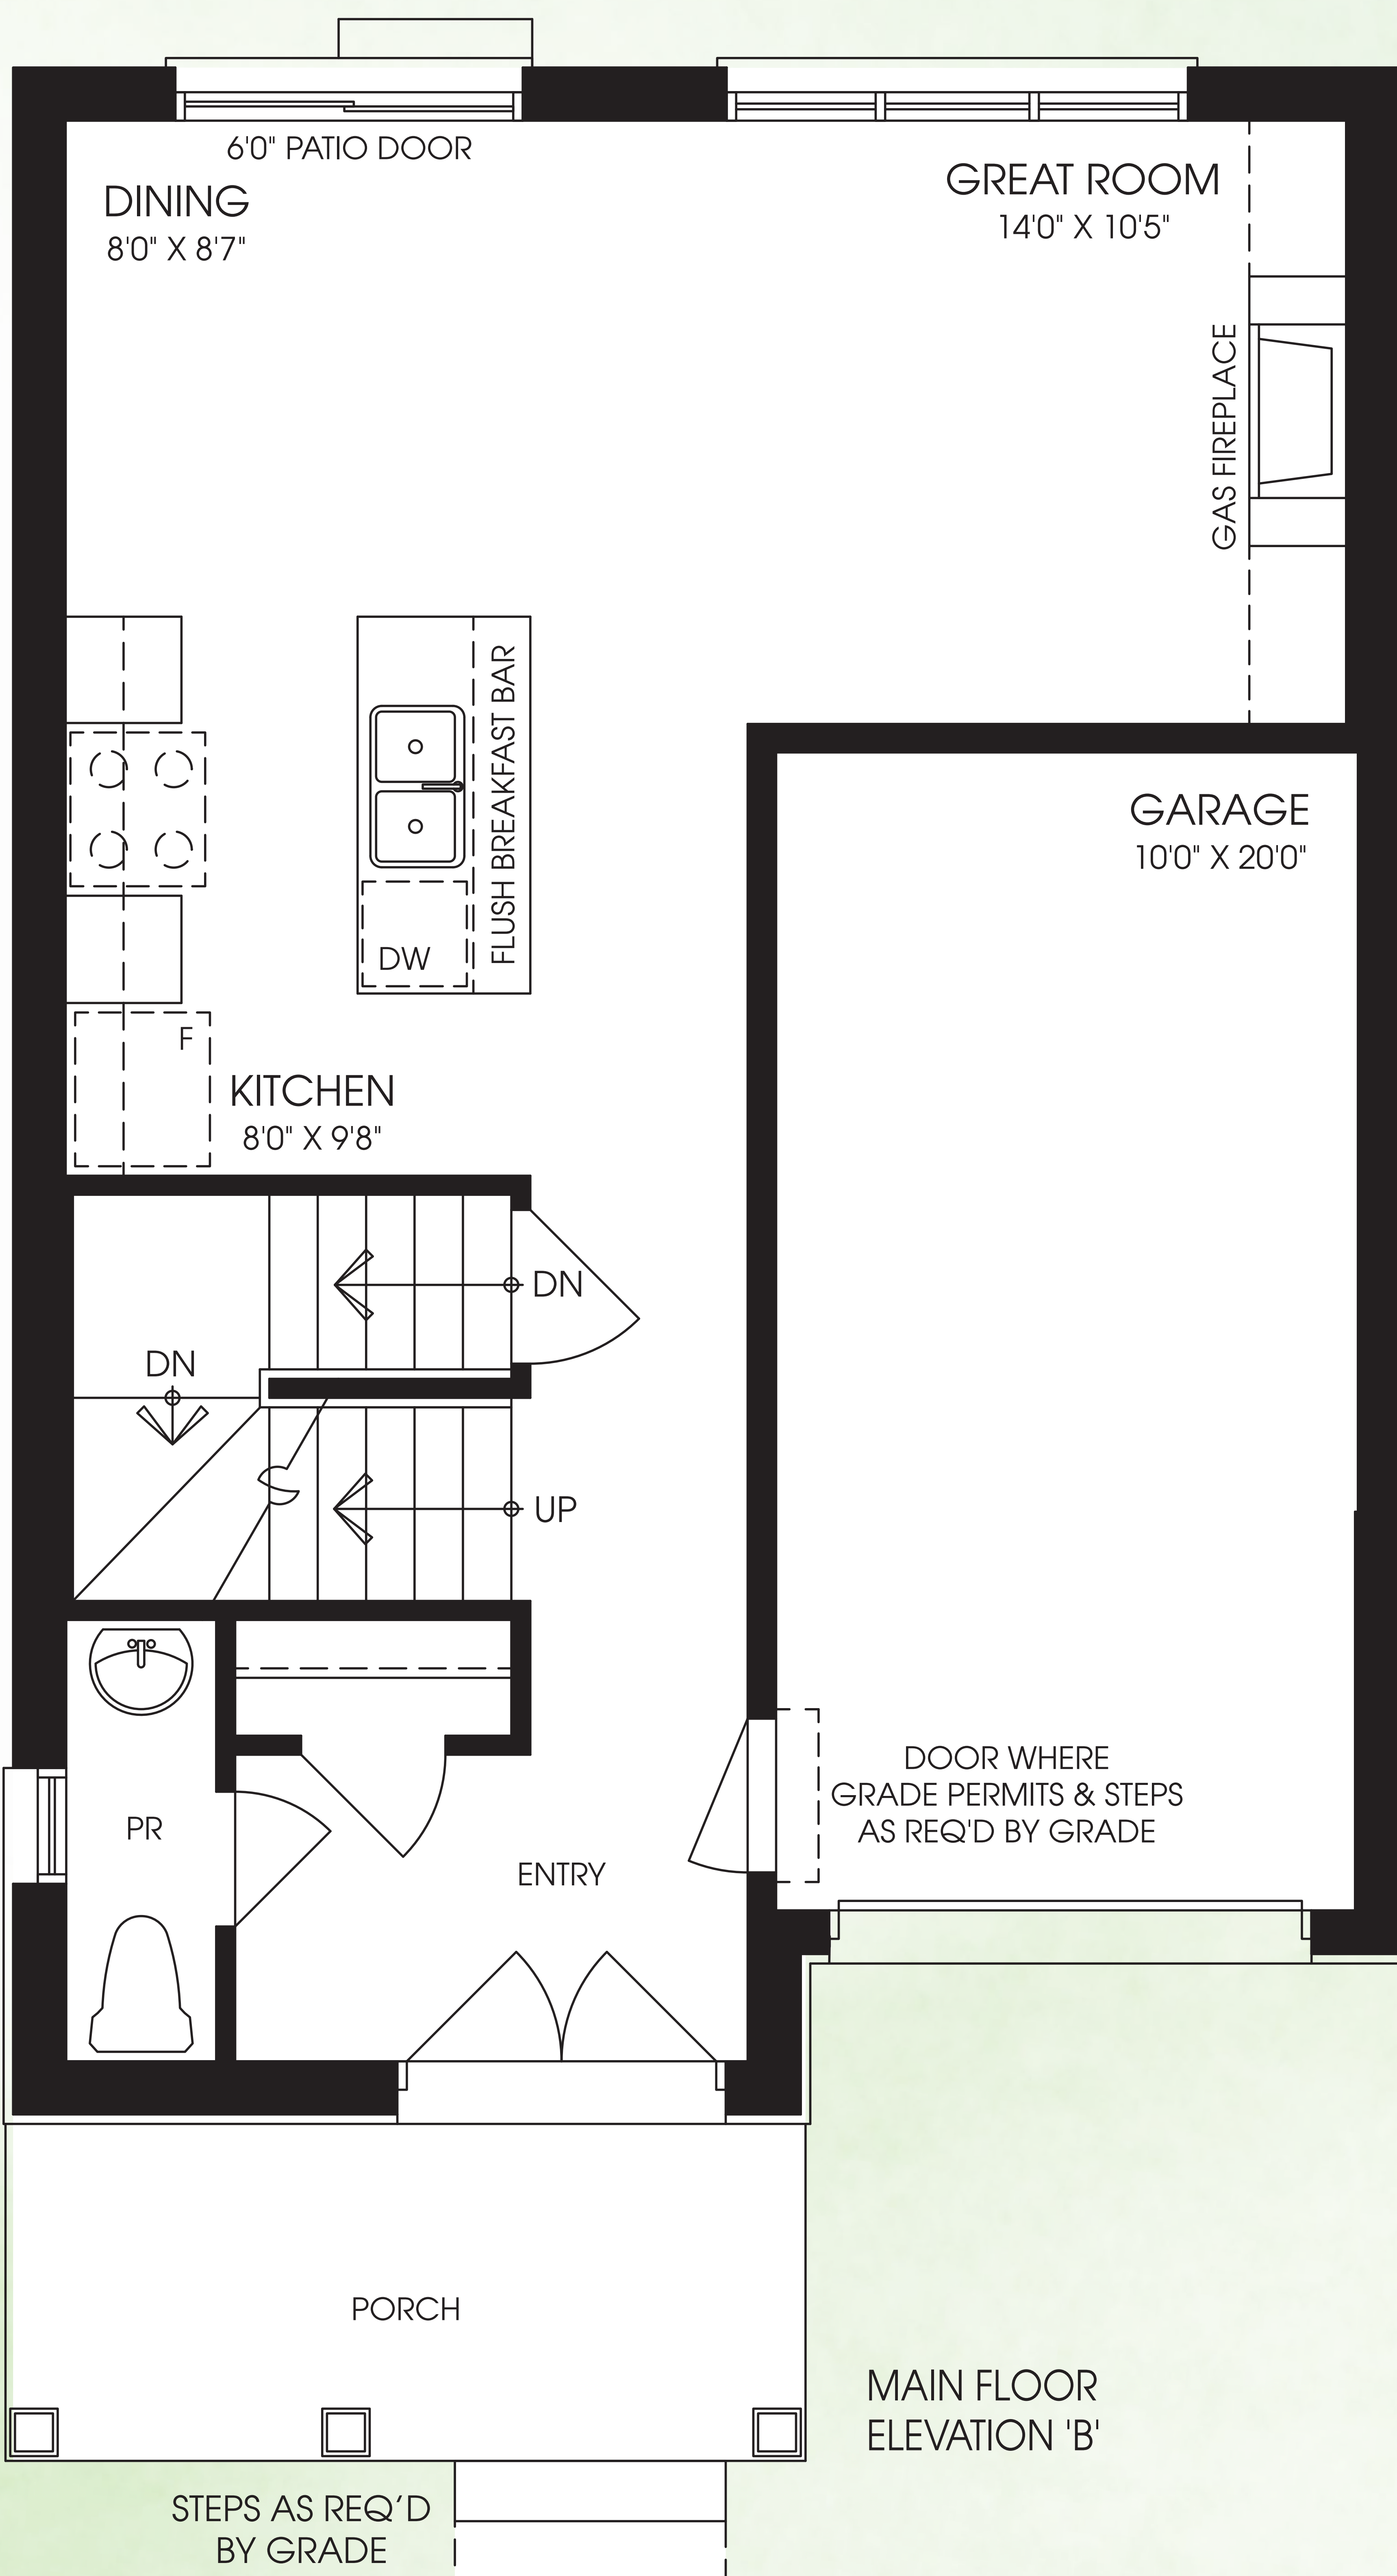 6'0" PATIO DOOR
DINING
8'0" X 8'7"
GREAT ROOM
14'0" X 10'5"
GAS FIREPLACE
FLUSH BREAKFAST BAR
DW
F
KITCHEN
8'0" X 9'8"
GARAGE
10'0" X 20'0"
DN
DN
UP
PR
ENTRY
DOOR WHERE
GRADE PERMITS & STEPS
AS REQ'D BY GRADE
PORCH
MAIN FLOOR
ELEVATION 'B'
STEPS AS REQ'D
BY GRADE